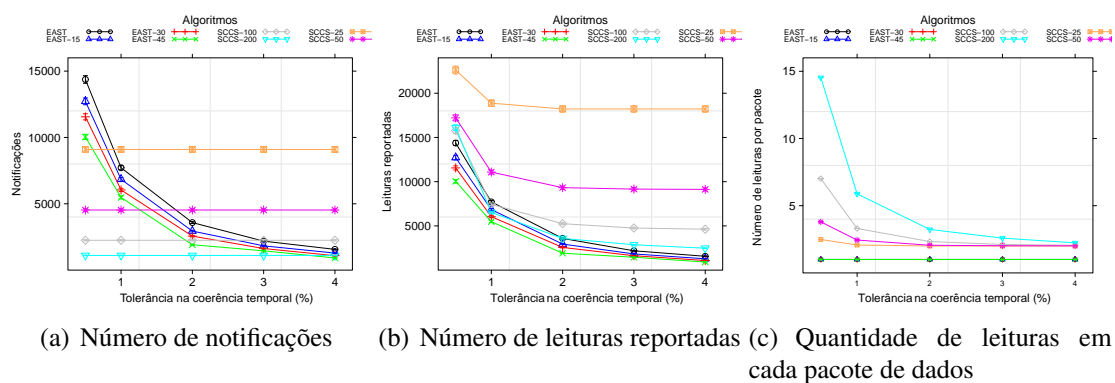 Algoritmos
EAST EAST-30 SCCS-100 SCCS-25
EAST-15 EAST-45 SCCS-200 SCCS-50
15000
10000
5000
Notificações
1 2 3 4
Tolerância na coerência temporal (%)
(a) Número de notificações
Algoritmos
EAST EAST-30 SCCS-100 SCCS-25
EAST-15 EAST-45 SCCS-200 SCCS-50
20000
15000
10000
5000
Leituras reportadas
1 2 3 4
Tolerância na coerência temporal (%)
(b) Número de leituras reportadas
Algoritmos
EAST EAST-30 SCCS-100 SCCS-25
EAST-15 EAST-45 SCCS-200 SCCS-50
15
10
5
Número de leituras por pacote
1 2 3 4
Tolerância na coerência temporal (%)
(c) Quantidade de leituras em
cada pacote de dados